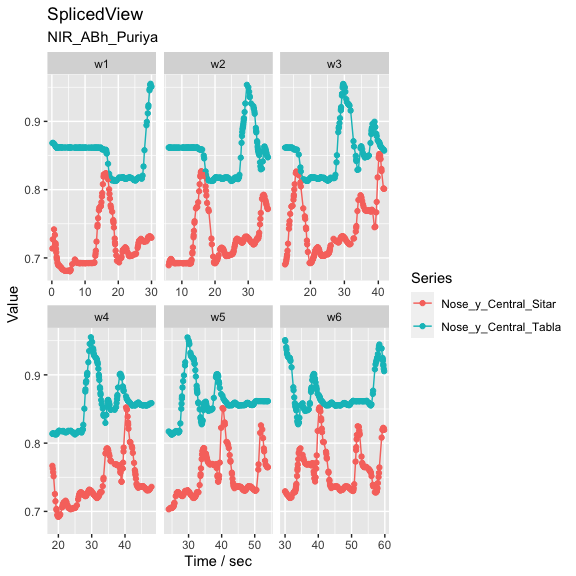 SplicedView
NIR_ABh_Puriya
w1 w2 w3
0.9
0.8
0.7
0 10 20 30 10 20 30 10 20 30 40
Value
w4 w5 w6
0.9
0.8
0.7
20 30 40 30 40 50 30 40 50 60
Time / sec
Series
Nose_y_Central_Sitar
Nose_y_Central_Tabla